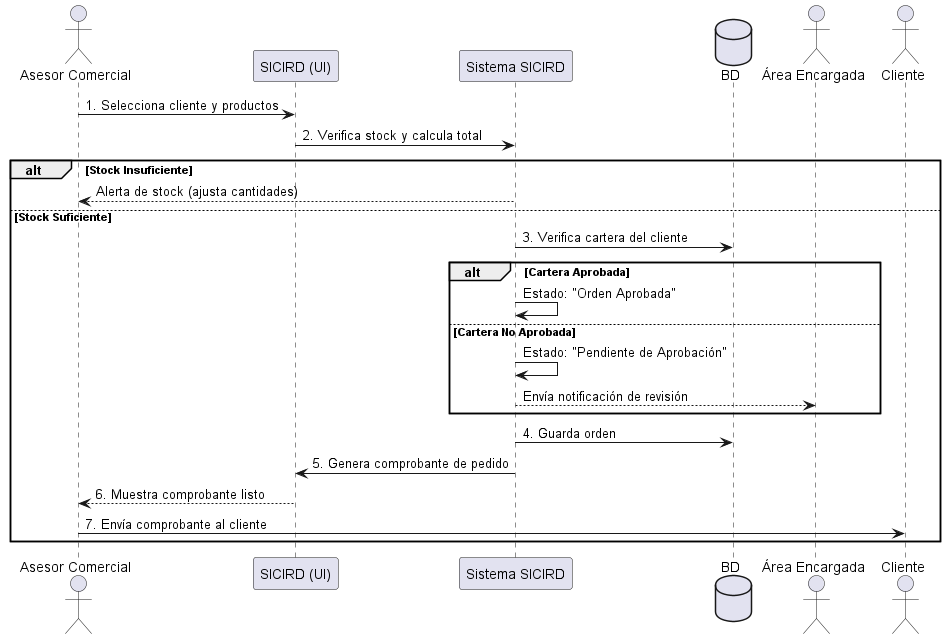 Asesor Comercial
SICIRD (UI)
Sistema SICIRD
BD
Área Encargada
Cliente
1. Selecciona cliente y productos
2. Verifica stock y calcula total
alt
[Stock Insuficiente]
Alerta de stock (ajusta cantidades)
[Stock Suficiente]
3. Verifica cartera del cliente
alt
[Cartera Aprobada]
Estado: "Orden Aprobada"
[Cartera No Aprobada]
Estado: "Pendiente de Aprobación"
Envía notificación de revisión
4. Guarda orden
5. Genera comprobante de pedido
6. Muestra comprobante listo
7. Envía comprobante al cliente
Asesor Comercial
SICIRD (UI)
Sistema SICIRD
BD
Área Encargada
Cliente